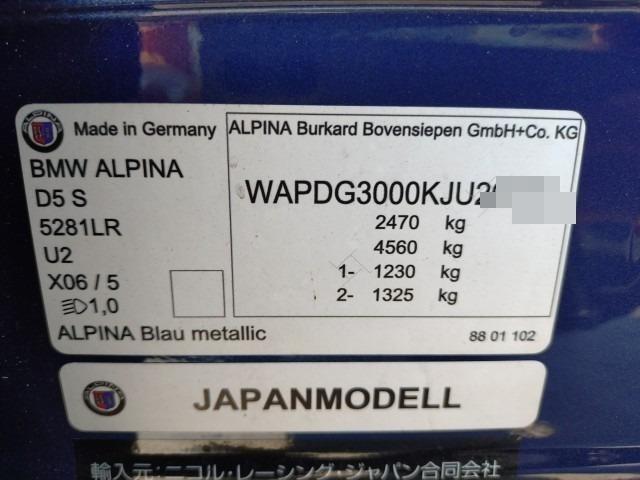 Made in Germany
BMW ALPINA
D5 S
5281LR
U2
X06 / 5
1,0
ALPINA Blau metallic
ALPINA Burkard Bovensiepen GmbH+Co. KG
WAPDG3000KJU2
2470 kg
4560 kg
1- 1230 kg
2- 1325 kg
88 01 102
JAPANMODELL
輸入元:ニコル・レーシング・ジャパン合同会社